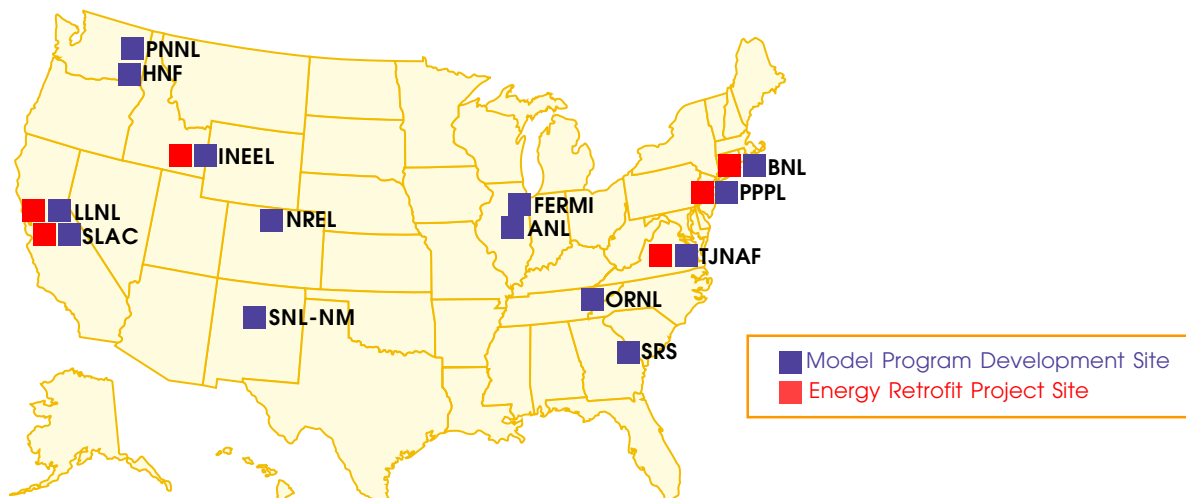 PNNL
HNF
INEEL
BNL
PPPL
FERMI
LLNL
NREL
ANL
SLAC
TJNAF
ORNL
SNL-NM
SRS
Model Program Development Site
Energy Retrofit Project Site